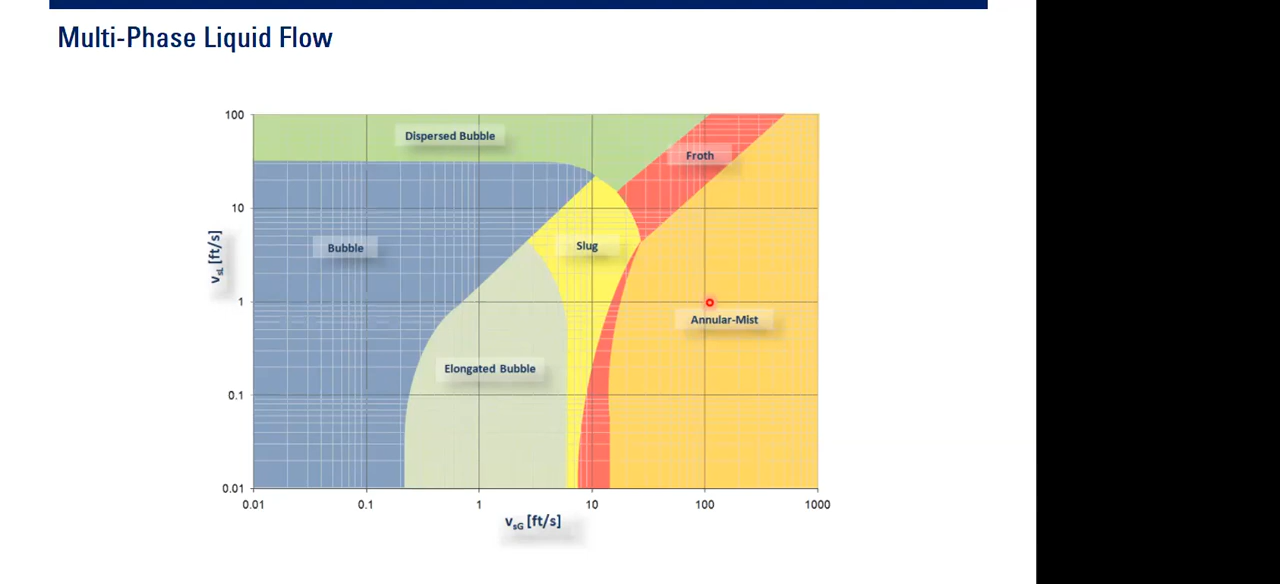 Multi-Phase Liquid Flow
100
Dispersed Bubble
Froth
10
Bubble
Slug
vsL [ft/s]
1
Annular-Mist
Elongated Bubble
0.1
0.01
0.01 0.1 1 10 100 1000
vsG [ft/s]